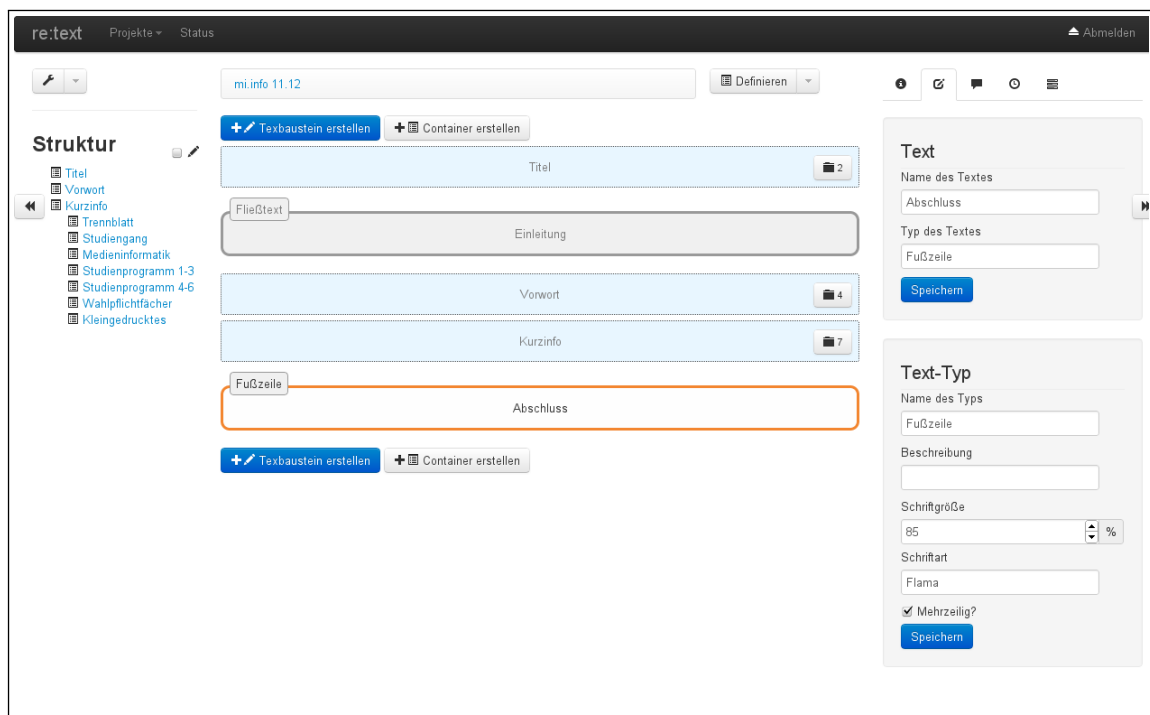 re:text Projekte Status Abmelden
mi.info 11.12 Definieren
Struktur
Titel
Vorwort
Kurzinfo
Trennblatt
Studiengang
Medieninformatik
Studienprogramm 1-3
Studienprogramm 4-6
Wahlpflichtfächer
Kleingedrucktes
Texbaustein erstellen Container erstellen
Titel 2
Fließtext
Einleitung
Vorwort 4
Kurzinfo 7
Fußzeile
Abschluss
Texbaustein erstellen Container erstellen
Text
Name des Textes
Abschluss
Typ des Textes
Fußzeile
Speichern
Text-Typ
Name des Typs
Fußzeile
Beschreibung
Schriftgröße
85 %
Schriftart
Flama
Mehrzeilig?
Speichern